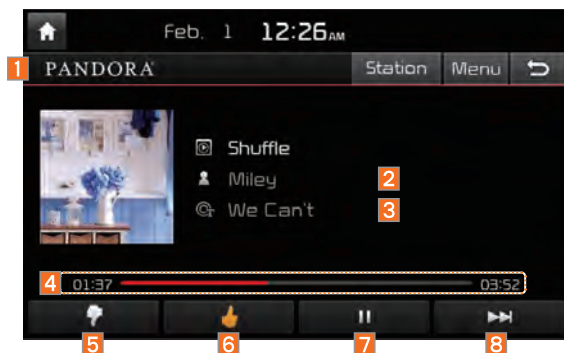 Feb. 1 12:26AM
1 PANDORA Station Menu
Shuffle
Miley 2
We Can't 3
4 01:37 03:52
5 6 7 8